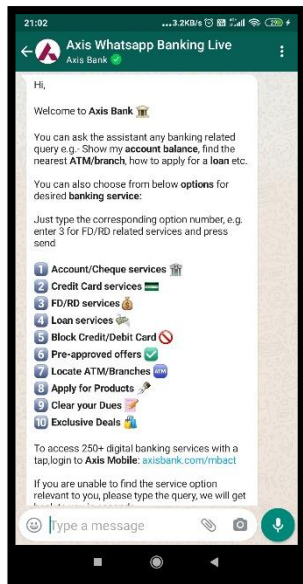 21:02
...3.2KB/s
Axis Whatsapp Banking Live
Axis Bank
Hi,
Welcome to Axis Bank
You can ask the assistant any banking related
query e.g.- Show my account balance, find the
nearest ATM/branch, how to apply for a loan etc.
You can also choose from below options for
desired banking service:
Just type the corresponding option number, e.g.
enter 3 for FD/RD related services and press
send
1 Account/Cheque services
2 Credit Card services
3 FD/RD services
4 Loan services
5 Block Credit/Debit Card
6 Pre-approved offers
7 Locate ATM/Branches ATM
8 Apply for Products
9 Clear your Dues
10 Exclusive Deals
To access 250+ digital banking services with a
tap,login to Axis Mobile: axisbank.com/mbact
If you are unable to find the service option
relevant to you, please type the query, we will get
Type a message